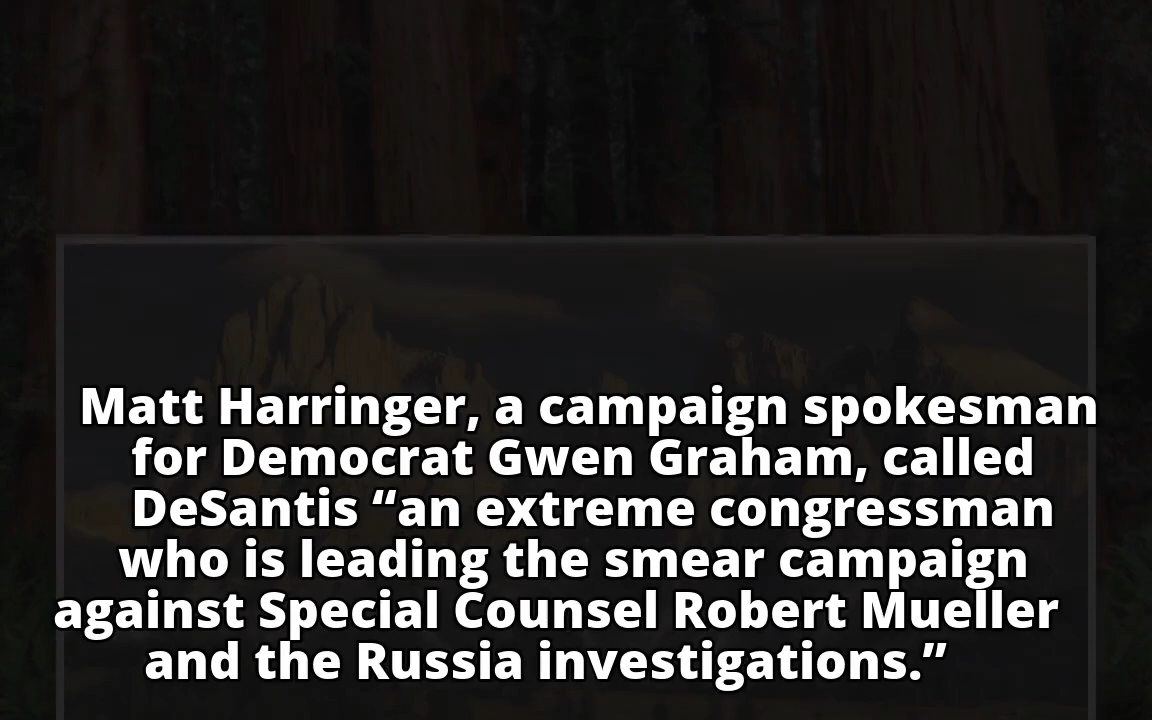 Matt Harringer, a campaign spokesman
for Democrat Gwen Graham, called
DeSantis “an extreme congressman
who is leading the smear campaign
against Special Counsel Robert Mueller
and the Russia investigations.”